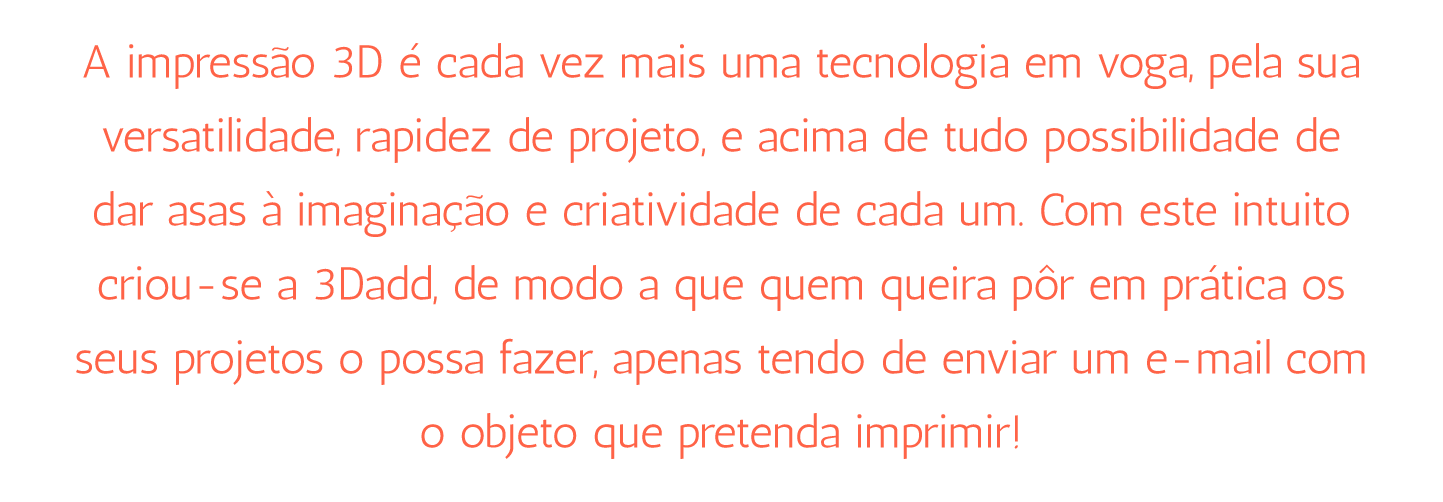 A impressão 3D é cada vez mais uma tecnologia em voga, pela sua
versatilidade, rapidez de projeto, e acima de tudo possibilidade de
dar asas à imaginação e criatividade de cada um. Com este intuito
criou-se a 3Dadd, de modo a que quem queira pôr em prática os
seus projetos o possa fazer, apenas tendo de enviar um e-mail com
o objeto que pretenda imprimir!